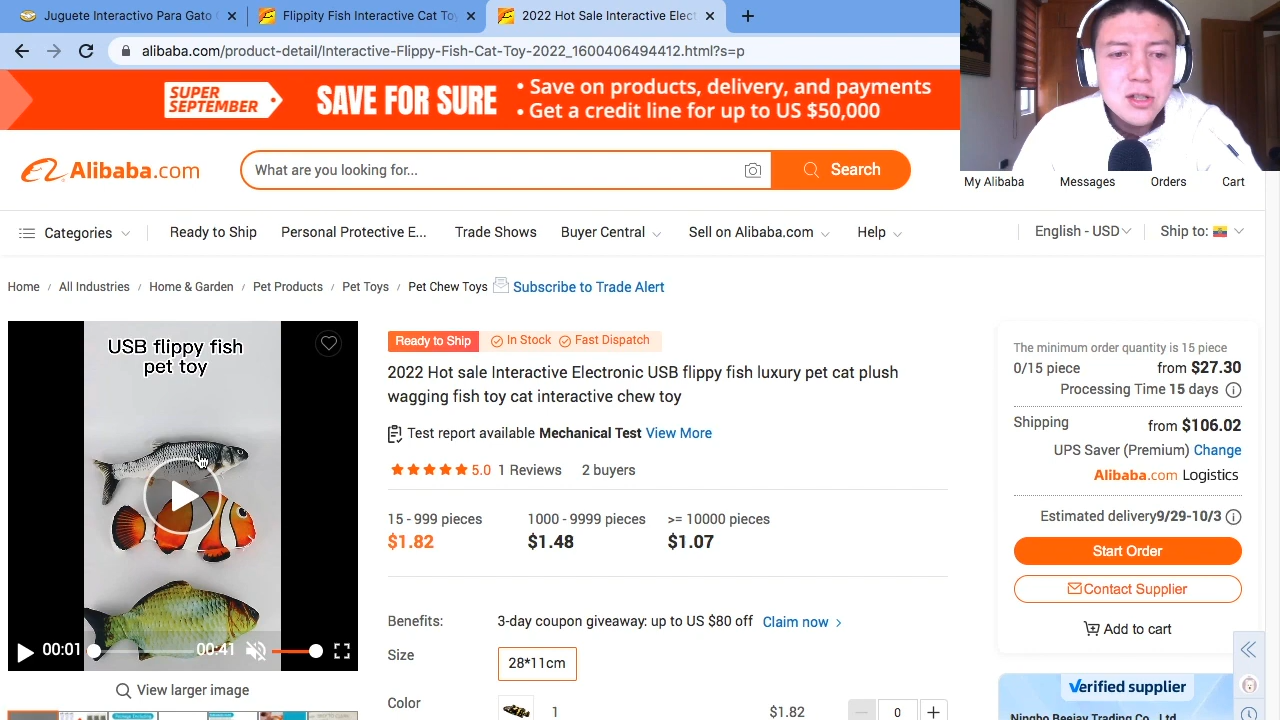 Juguete Interactivo Para Gato
Flippity Fish Interactive Cat Toy
2022 Hot Sale Interactive Elect
alibaba.com/product-detail/Interactive-Flippy-Fish-Cat-Toy-2022_1600406494412.html?s=p
SUPER
SEPTEMBER
SAVE FOR SURE
• Save on products, delivery, and payments
• Get a credit line for up to US $50,000
Alibaba.com
What are you looking for...
Search
My Alibaba
Messages
Orders
Cart
Categories
Ready to Ship
Personal Protective E...
Trade Shows
Buyer Central
Sell on Alibaba.com
Help
English - USD
Ship to:
Home / All Industries / Home & Garden / Pet Products / Pet Toys / Pet Chew Toys
Subscribe to Trade Alert
USB flippy fish
pet toy
00:01
00:41
View larger image
Ready to Ship
In Stock
Fast Dispatch
2022 Hot sale Interactive Electronic USB flippy fish luxury pet cat plush
wagging fish toy cat interactive chew toy
Test report available Mechanical Test View More
5.0 1 Reviews 2 buyers
15 - 999 pieces
1000 - 9999 pieces
>= 10000 pieces
$1.82
$1.48
$1.07
Benefits:
3-day coupon giveaway: up to US $80 off
Claim now
Size
28*11cm
Color
1
$1.82
0
The minimum order quantity is 15 piece
0/15 piece
from $27.30
Processing Time 15 days
Shipping
from $106.02
UPS Saver (Premium) Change
Alibaba.com Logistics
Estimated delivery9/29-10/3
Start Order
Contact Supplier
Add to cart
Verified supplier
Ningbo Beejay Trading Co., Ltd.